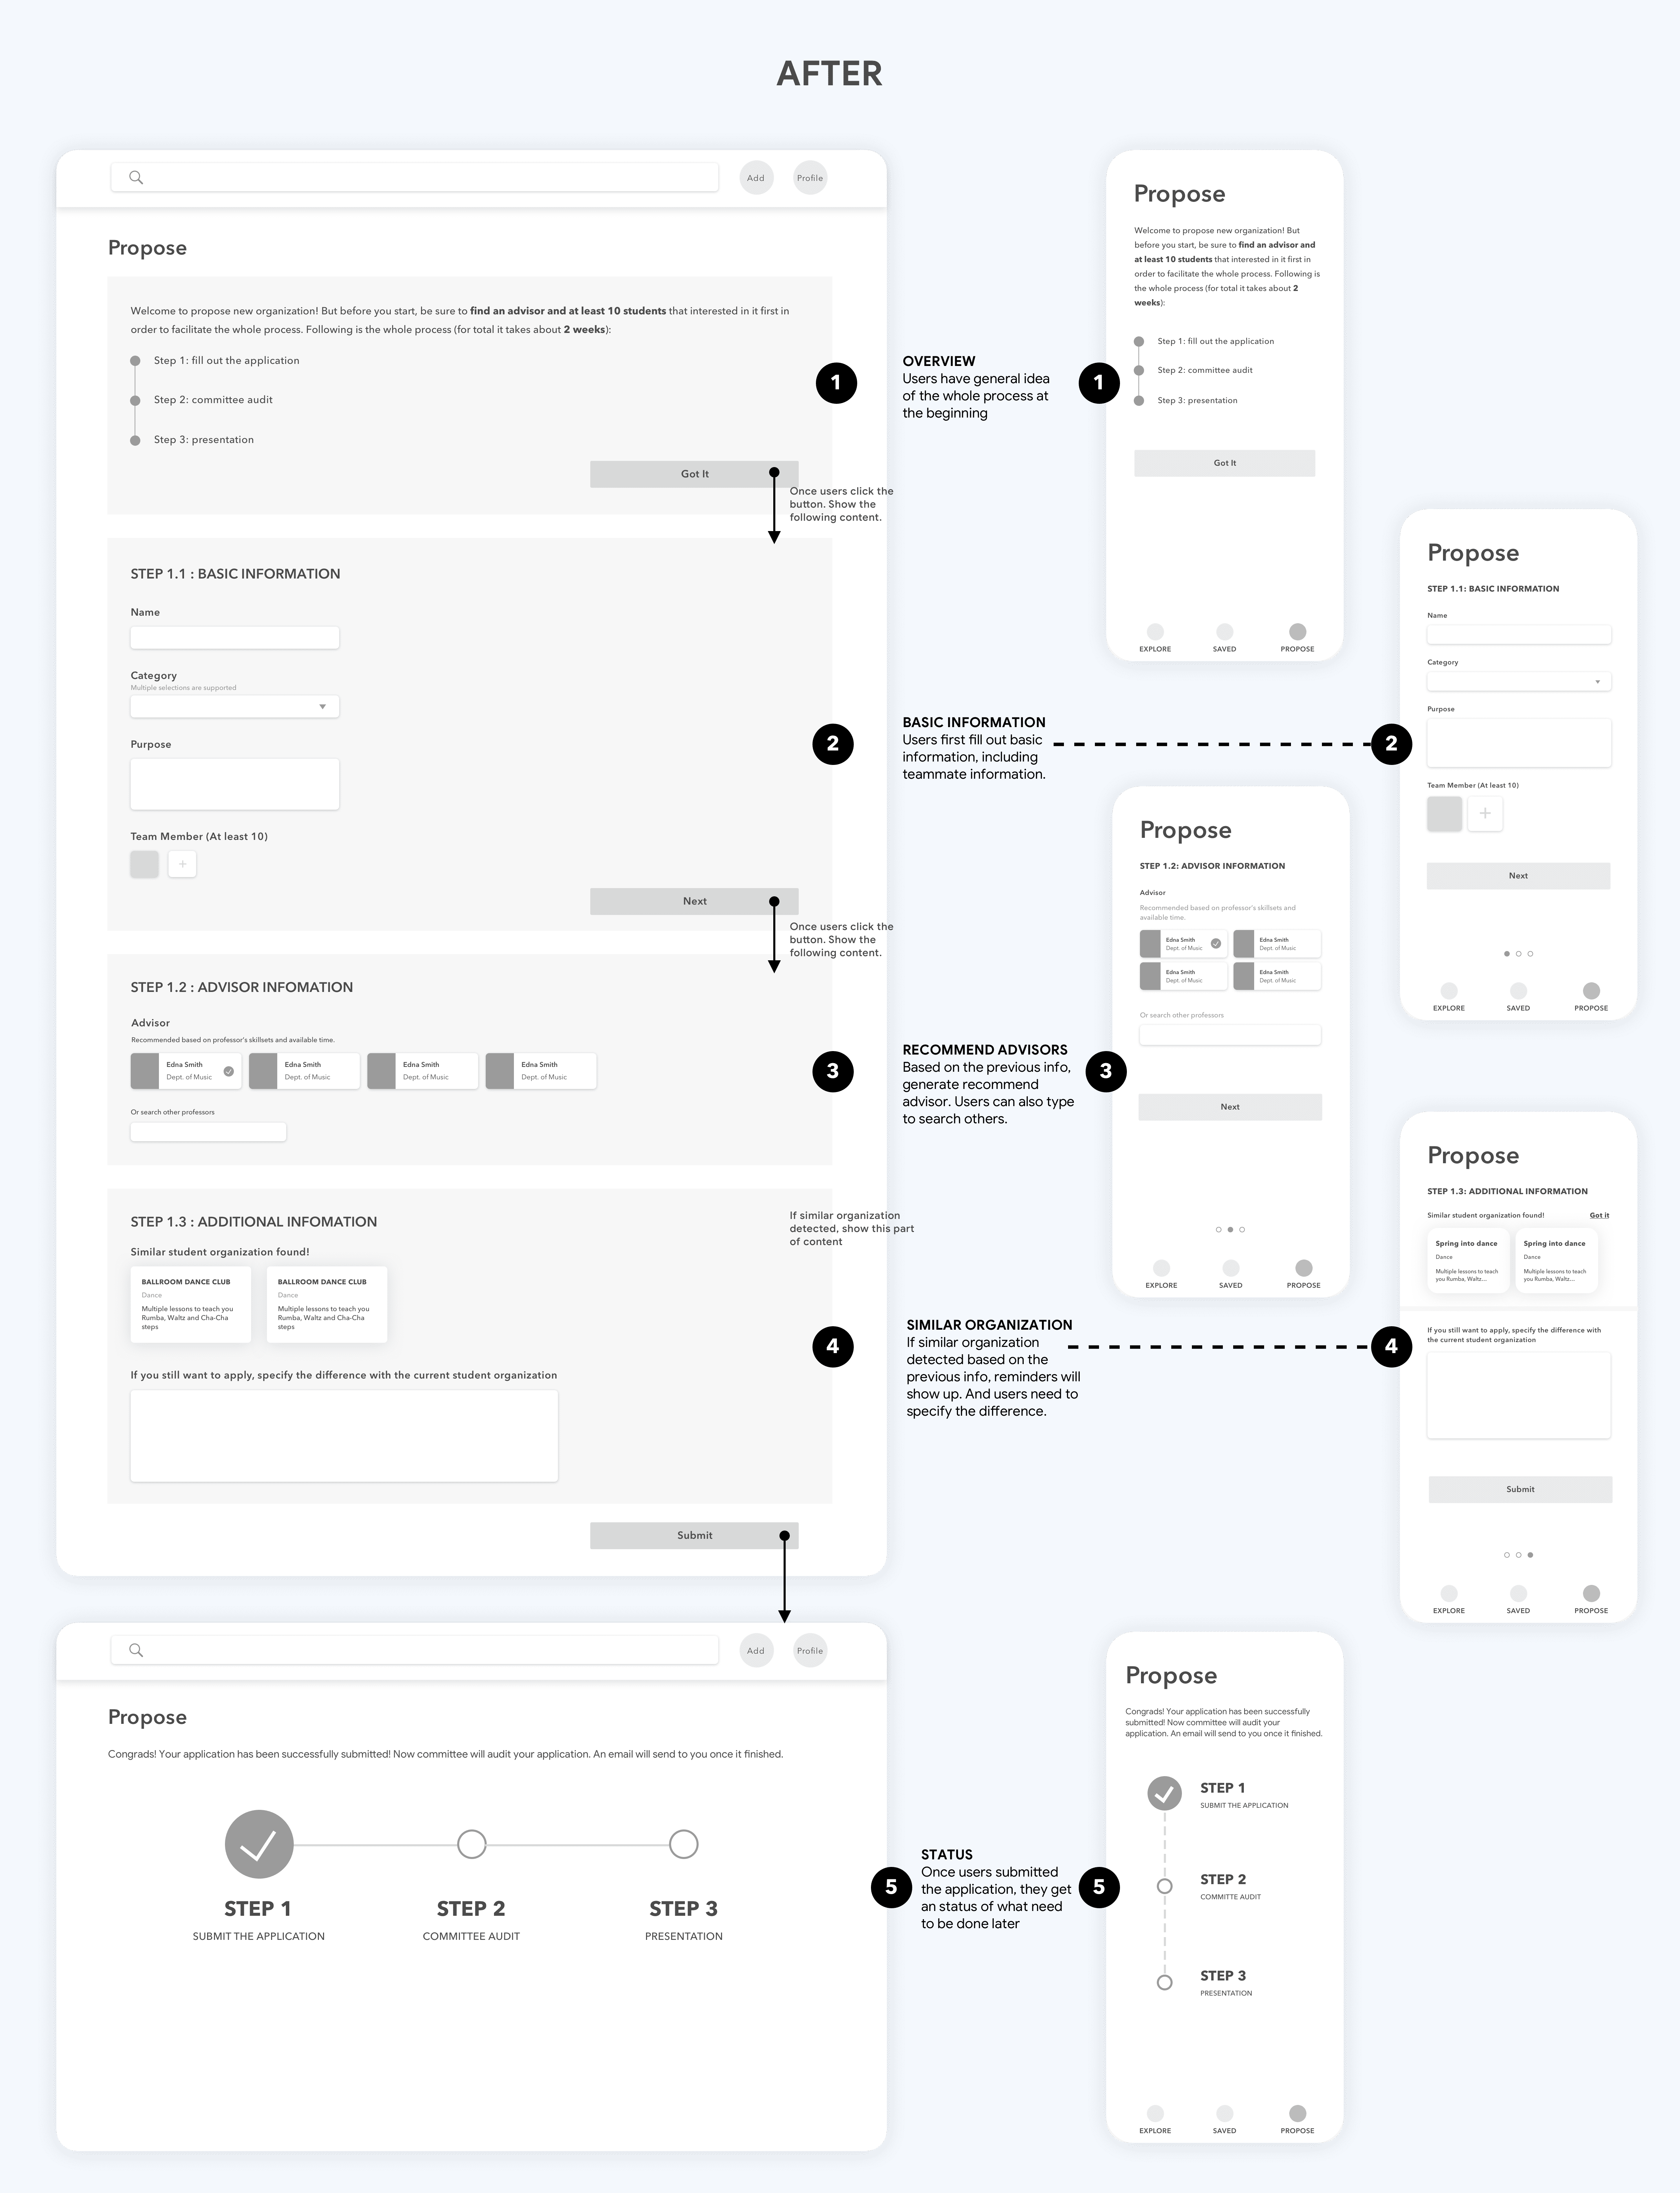 AFTER
Add
Profile
Propose
Welcome to propose new organization! But before you start, be sure to find an advisor and at least 10 students that interested in it first in
order to facilitate the whole process. Following is the whole process (for total it takes about 2 weeks):
Step 1: fill out the application
Step 2: committee audit
Step 3: presentation
Got It
Once users click the
button. Show the
following content.
STEP 1.1 : BASIC INFORMATION
Name
Category
Multiple selections are supported
Purpose
Team Member (At least 10)
+
Next
Once users click the
button. Show the
following content.
STEP 1.2 : ADVISOR INFOMATION
Advisor
Recommended based on professor's skillsets and available time.
Edna Smith
Dept. of Music
Edna Smith
Dept. of Music
Edna Smith
Dept. of Music
Edna Smith
Dept. of Music
Or search other professors
STEP 1.3 : ADDITIONAL INFOMATION
If similar organization
detected, show this part
of content
Similar student organization found!
BALLROOM DANCE CLUB
Dance
Multiple lessons to teach you
Rumba, Waltz and Cha-Cha
steps
BALLROOM DANCE CLUB
Dance
Multiple lessons to teach you
Rumba, Waltz and Cha-Cha
steps
If you still want to apply, specify the difference with the current student organization
Submit
Add
Profile
Propose
Congrads! Your application has been successfully submitted! Now committee will audit your application. An email will send to you once it finished.
STEP 1
SUBMIT THE APPLICATION
STEP 2
COMMITTEE AUDIT
STEP 3
PRESENTATION
1
OVERVIEW
Users have general idea
of the whole process at
the beginning
1
2
BASIC INFORMATION
Users first fill out basic
information, including
teammate information.
2
3
RECOMMEND ADVISORS
Based on the previous info,
generate recommend
advisor. Users can also type
to search others.
3
4
SIMILAR ORGANIZATION
If similar organization
detected based on the
previous info, reminders will
show up. And users need to
specify the difference.
4
5
STATUS
Once users submitted
the application, they get
an status of what need
to be done later
5
Propose
Welcome to propose new organization! But
before you start, be sure to find an advisor and
at least 10 students that interested in it first in
order to facilitate the whole process. Following is
the whole process (for total it takes about 2
weeks):
Step 1: fill out the application
Step 2: committee audit
Step 3: presentation
Got It
EXPLORE
SAVED
PROPOSE
Propose
STEP 1.1: BASIC INFORMATION
Name
Category
Purpose
Team Member (At least 10)
+
Next
EXPLORE
SAVED
PROPOSE
Propose
STEP 1.2: ADVISOR INFORMATION
Advisor
Recommended based on professor's skillsets and
available time.
Edna Smith
Dept. of Music
Edna Smith
Dept. of Music
Edna Smith
Dept. of Music
Edna Smith
Dept. of Music
Or search other professors
Next
EXPLORE
SAVED
PROPOSE
Propose
STEP 1.3: ADDITIONAL INFORMATION
Similar student organization found!
Got it
Spring into dance
Dance
Multiple lessons to teach
you Rumba, Waltz...
Spring into dance
Dance
Multiple lessons to teach
you Rumba, Waltz...
If you still want to apply, specify the difference with
the current student organization
Submit
EXPLORE
SAVED
PROPOSE
Propose
Congrads! Your application has been successfully
submitted! Now committee will audit your
application. An email will send to you once it finished.
STEP 1
SUBMIT THE APPLICATION
STEP 2
COMMITTE AUDIT
STEP 3
PRESENTATION
EXPLORE
SAVED
PROPOSE